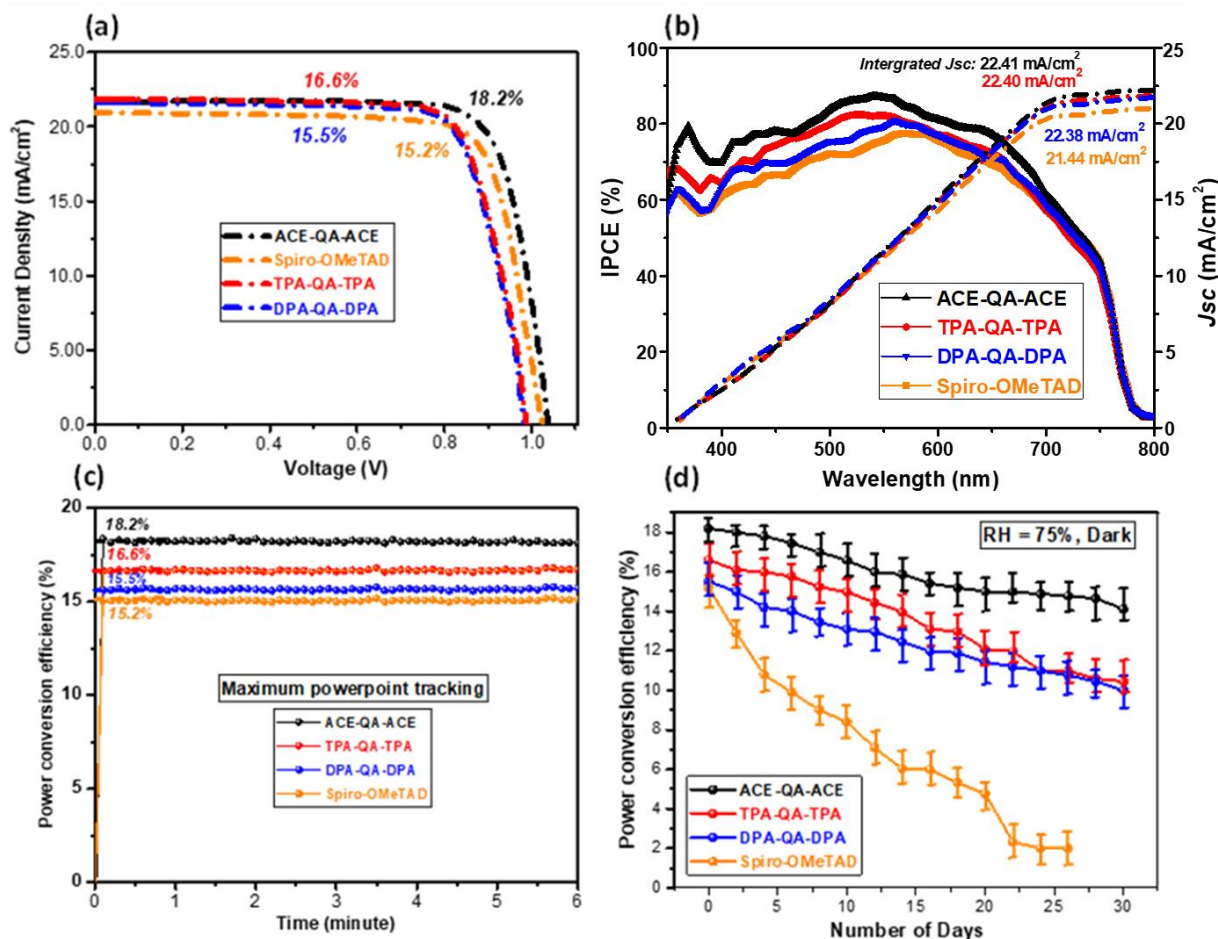 (a)
25.0
20.0
15.0
10.0
5.00
0.0
Current Density (mA/cm²)
16.6%
18.2%
15.5%
15.2%
ACE-QA-ACE
Spiro-OMeTAD
TPA-QA-TPA
DPA-QA-DPA
0.0 0.2 0.4 0.6 0.8 1.0
Voltage (V)
(b)
100
80
60
40
20
0
IPCE (%)
Intergrated Jsc: 22.41 mA/cm²
22.40 mA/cm²
22.38 mA/cm²
21.44 mA/cm²
ACE-QA-ACE
TPA-QA-TPA
DPA-QA-DPA
Spiro-OMeTAD
25
20
15
10
5
0
Jsc (mA/cm²)
400 500 600 700 800
Wavelength (nm)
(c)
20
15
10
5
0
Power conversion efficiency (%)
18.2%
16.6%
15.5%
15.2%
Maximum powerpoint tracking
ACE-QA-ACE
TPA-QA-TPA
DPA-QA-DPA
Spiro-OMeTAD
0 1 2 3 4 5 6
Time (minute)
(d)
18
16
14
12
10
8
6
4
2
0
Power conversion efficiency (%)
RH = 75%, Dark
ACE-QA-ACE
TPA-QA-TPA
DPA-QA-DPA
Spiro-OMeTAD
0 5 10 15 20 25 30
Number of Days